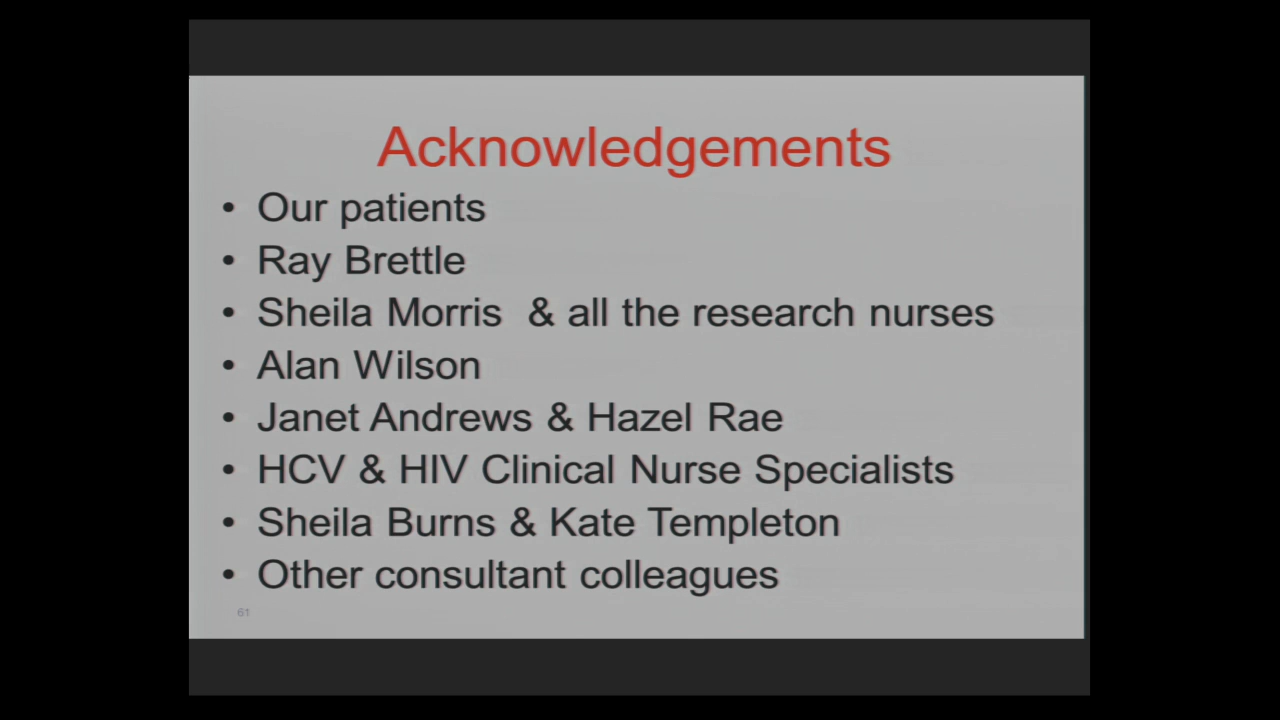 Acknowledgements
• Our patients
• Ray Brettle
• Sheila Morris & all the research nurses
• Alan Wilson
• Janet Andrews & Hazel Rae
• HCV & HIV Clinical Nurse Specialists
• Sheila Burns & Kate Templeton
• Other consultant colleagues
61